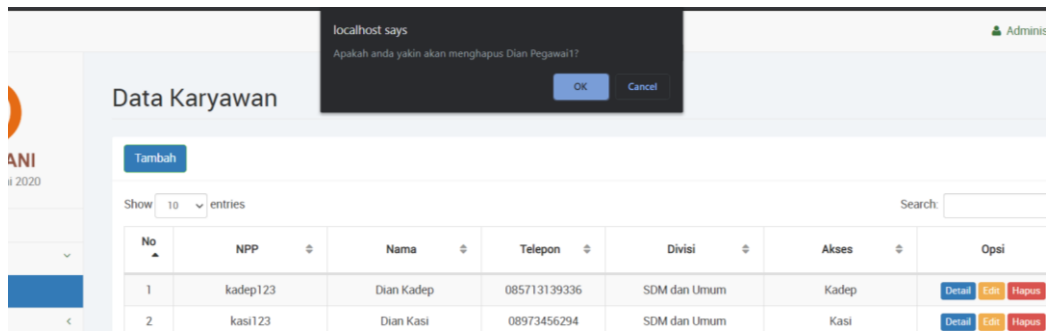 localhost says
Adminis
Apakah anda yakin akan menghapus Dian Pegawai1?
OK Cancel
Data Karyawan
ANI
ni 2020
Tambah
Show 10 entries Search:
No NPP Nama Telepon Divisi Akses Opsi
1 kadep123 Dian Kadep 085713139336 SDM dan Umum Kadep Detail Edit Hapus
2 kasi123 Dian Kasi 08973456294 SDM dan Umum Kasi Detail Edit Hapus